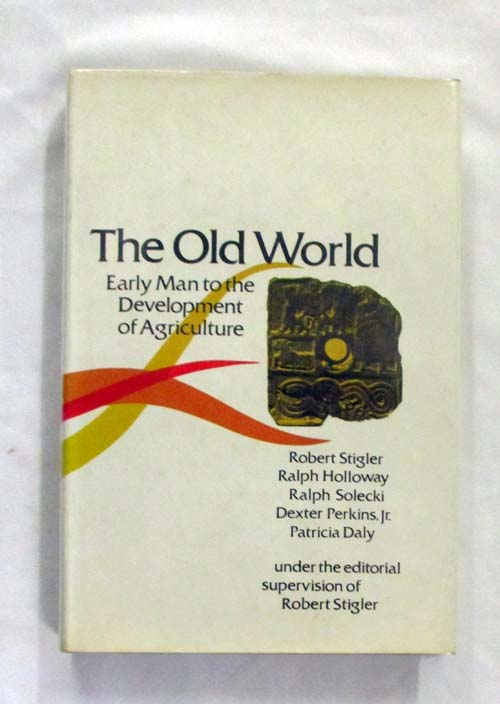 The Old World
Early Man to the
Development
of Agriculture
Robert Stigler
Ralph Holloway
Ralph Solecki
Dexter Perkins, Jr.
Patricia Daly
under the editorial
supervision of
Robert Stigler